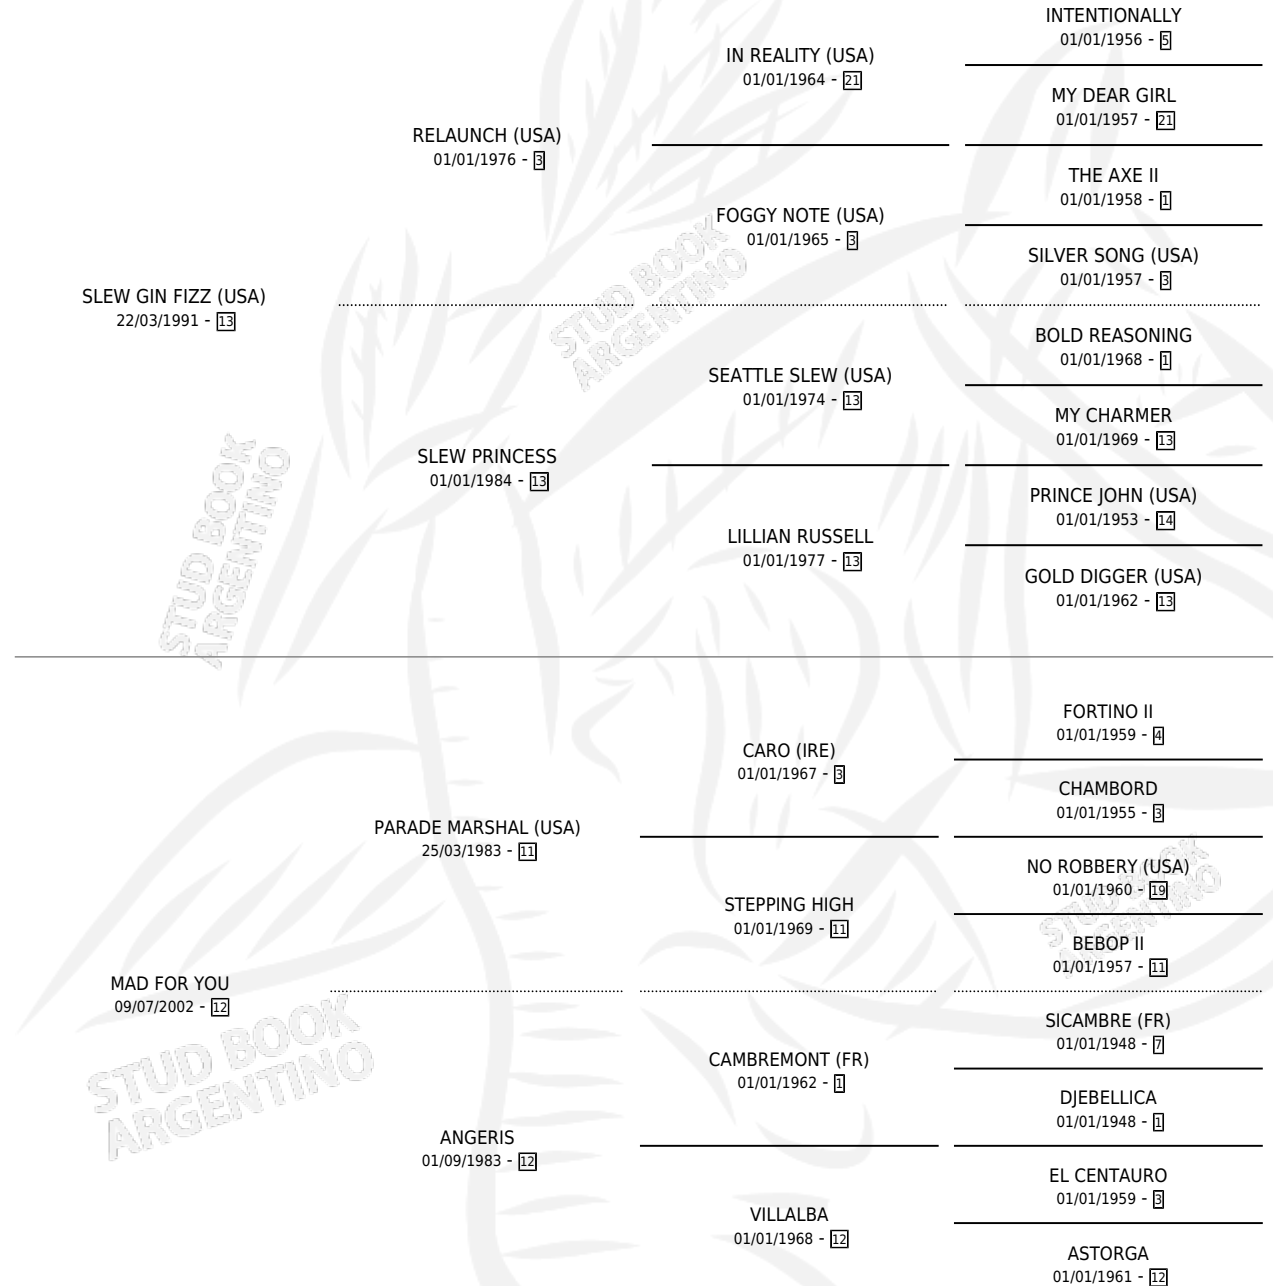 INTENTIONALLY
01/01/1956 - 5
IN REALITY (USA)
01/01/1964 - 21
MY DEAR GIRL
01/01/1957 - 21
RELAUNCH (USA)
01/01/1976 - 3
THE AXE II
01/01/1958 - 1
FOGGY NOTE (USA)
01/01/1965 - 3
SILVER SONG (USA)
01/01/1957 - 3
SLEW GIN FIZZ (USA)
22/03/1991 - 13
BOLD REASONING
01/01/1968 - 1
SEATTLE SLEW (USA)
01/01/1974 - 13
MY CHARMER
01/01/1969 - 13
SLEW PRINCESS
01/01/1984 - 13
PRINCE JOHN (USA)
01/01/1953 - 14
LILLIAN RUSSELL
01/01/1977 - 13
GOLD DIGGER (USA)
01/01/1962 - 13
FORTINO II
01/01/1959 - 4
CARO (IRE)
01/01/1967 - 3
CHAMBORD
01/01/1955 - 3
PARADE MARSHAL (USA)
25/03/1983 - 11
NO ROBBERY (USA)
01/01/1960 - 19
STEPPING HIGH
01/01/1969 - 11
BEBOP II
01/01/1957 - 11
MAD FOR YOU
09/07/2002 - 12
SICAMBRE (FR)
01/01/1948 - 7
CAMBREMONT (FR)
01/01/1962 - 1
DJEBELLICA
01/01/1948 - 1
ANGERIS
01/09/1983 - 12
EL CENTAURO
01/01/1959 - 3
VILLALBA
01/01/1968 - 12
ASTORGA
01/01/1961 - 12
STUD BOOK
ARGENTINO
STUD BOOK
ARGENTINO
STUD BOOK
ARGENTINO
STUD BOOK
ARGENTINO